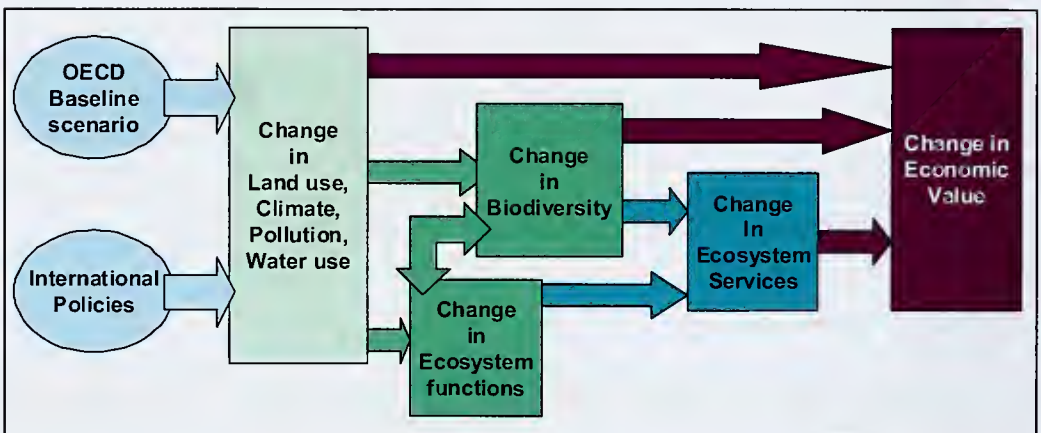 OECD
Baseline
scenario
International
Policies
Change
in
Land use,
Climate,
Pollution,
Water use
Change
in
Biodiversity
Change
in
Ecosystem
functions
Change
In
Ecosystem
Services
Change in
Economic
Value